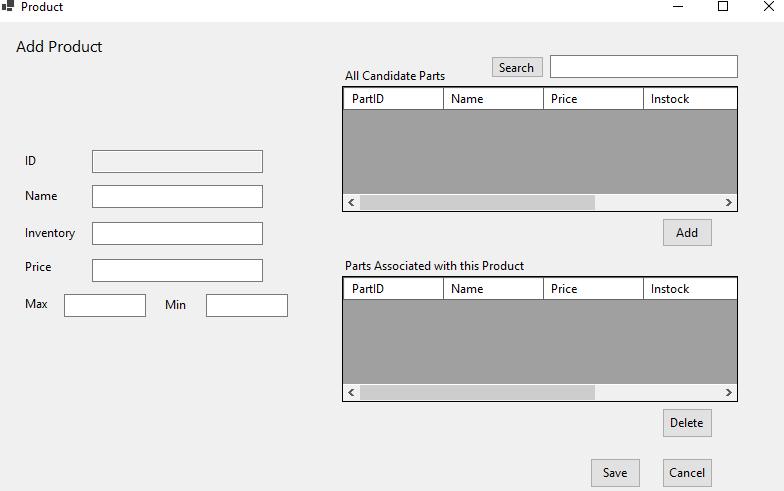 Product
Add Product
Search
All Candidate Parts
PartID Name Price Instock
ID
Name
Inventory
Price
Max Min
Add
Parts Associated with this Product
PartID Name Price Instock
Delete
Save Cancel